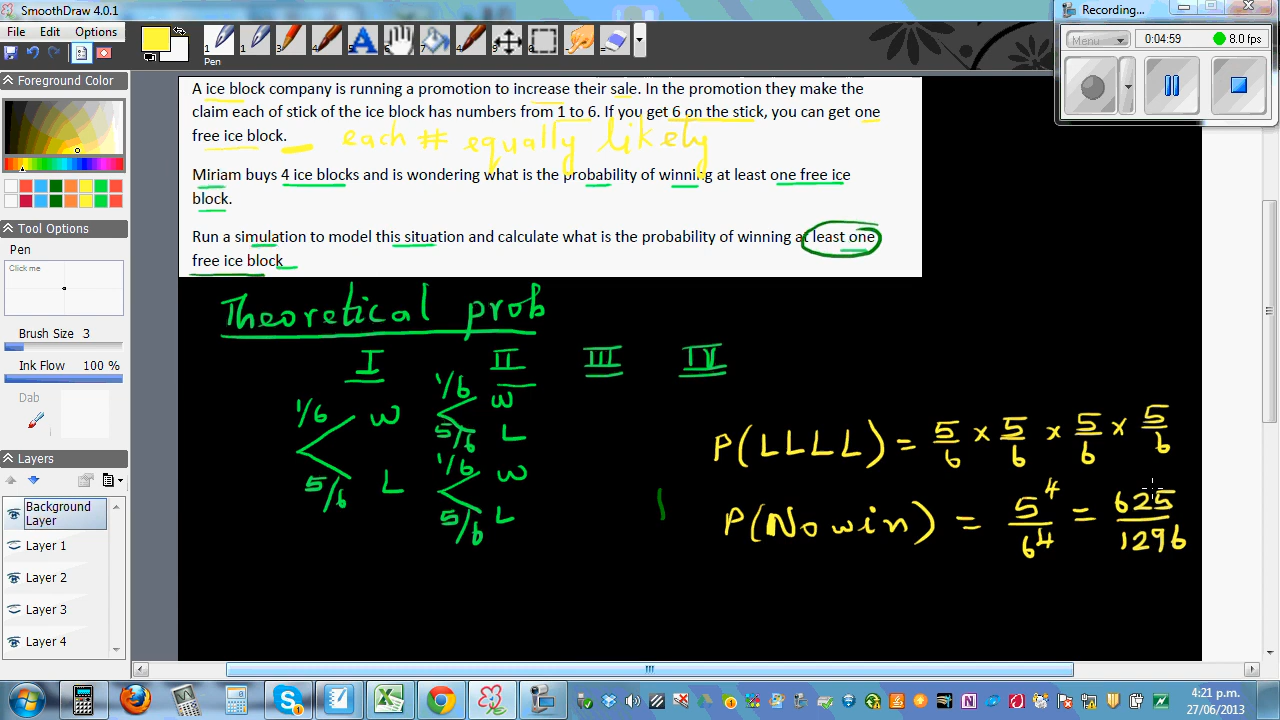 SmoothDraw 4.0.1
Recording...
File Edit Options
Menu 0:04:59 8.0 fps
Pen
Foreground Color
A ice block company is running a promotion to increase their sale. In the promotion they make the
claim each of stick of the ice block has numbers from 1 to 6. If you get 6 on the stick, you can get one
free ice block. each # equally likely
Miriam buys 4 ice blocks and is wondering what is the probability of winning at least one free ice
block.
Run a simulation to model this situation and calculate what is the probability of winning at least one
free ice block
Tool Options
Pen
Click me
Brush Size 3
Ink Flow 100 %
Dab
Layers
Background Layer
Layer 1
Layer 2
Layer 3
Layer 4
Theoretical prob
I II III IV
1/6 W 1/6 W
5/6 L
5/6 L 1/6 W
5/6 L
P(LLLL) = 5/6 × 5/6 × 5/6 × 5/6
P(No win) = 5^4/6^4 = 625/1296
4:21 p.m.
27/06/2013